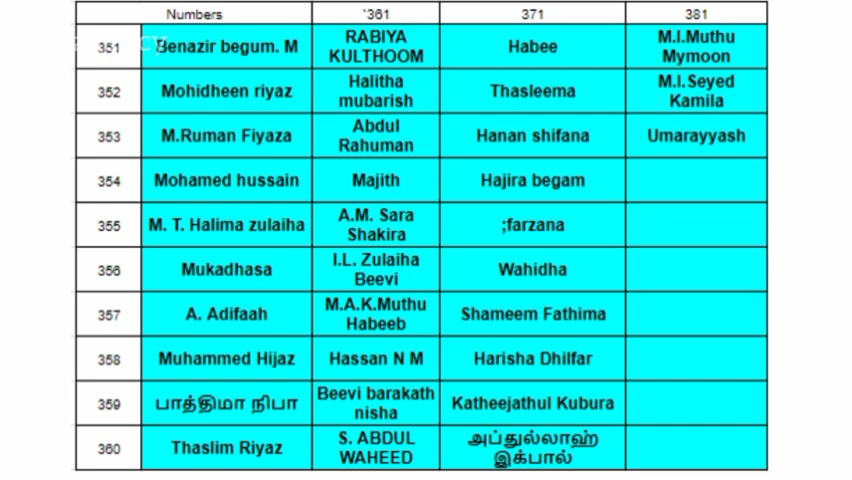 Numbers '361 371 381
351 Benazir begum. M RABIYA KULTHOOM Habee M.I.Muthu Mymoon
352 Mohidheen riyaz Halitha mubarish Thasleema M.I.Seyed Kamila
353 M.Ruman Fiyaza Abdul Rahuman Hanan shifana Umarayyash
354 Mohamed hussain Majith Hajira begam
355 M. T. Halima zulaiha A.M. Sara Shakira ;farzana
356 Mukadhasa I.L. Zulaiha Beevi Wahidha
357 A. Adifaah M.A.K.Muthu Habeeb Shameem Fathima
358 Muhammed Hijaz Hassan N M Harisha Dhilfar
359 பாத்திமா நிபா Beevi barakath nisha Katheejathul Kubura
360 Thaslim Riyaz S. ABDUL WAHEED அப்துல்லாஹ் இக்பால்